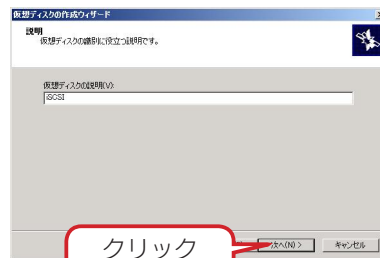 仮想ディスクの作成ウィザード
説明
仮想ディスクの識別に役立つ説明です。
仮想ディスクの説明(V):
iSCSI
次へ(N) >
キャンセル
クリック